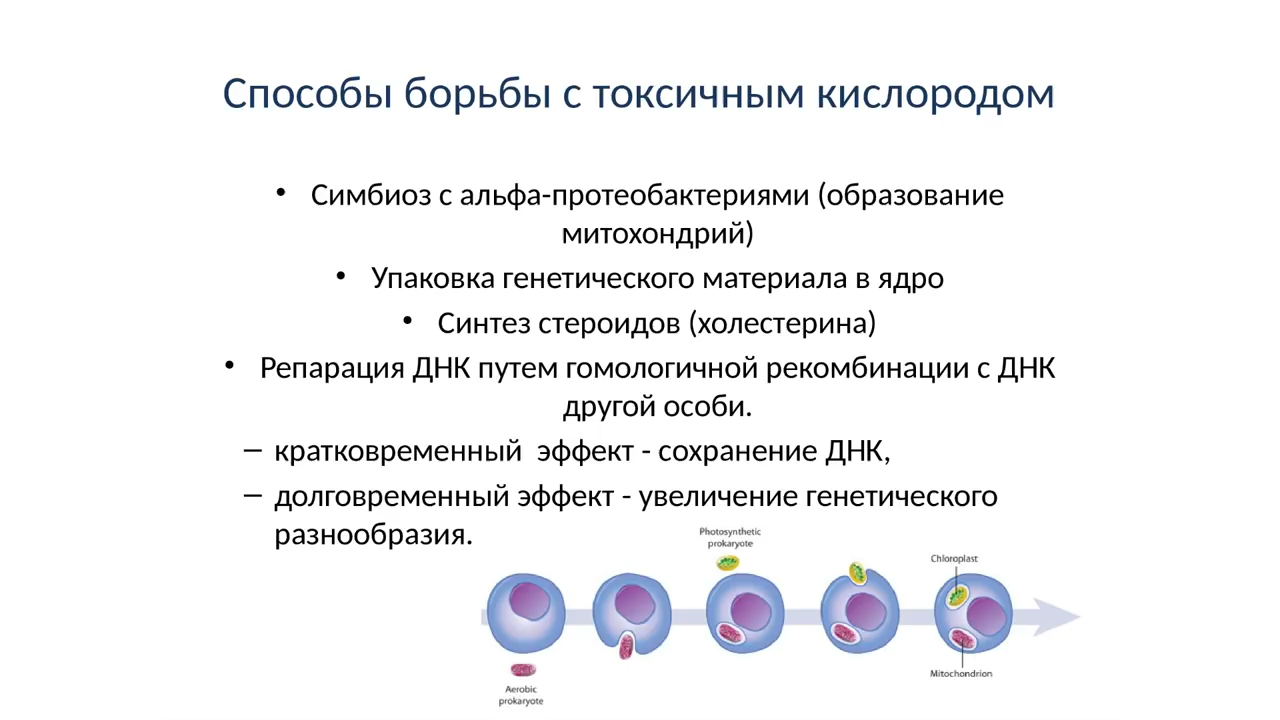 Способы борьбы с токсичным кислородом
• Симбиоз с альфа-протеобактериями (образование
митохондрий)
• Упаковка генетического материала в ядро
• Синтез стероидов (холестерина)
• Репарация ДНК путем гомологичной рекомбинации с ДНК
другой особи.
– кратковременный  эффект - сохранение ДНК,
– долговременный эффект - увеличение генетического
разнообразия.
Photosynthetic
prokaryote
Chloroplast
Mitochondrion
Aerobic
prokaryote